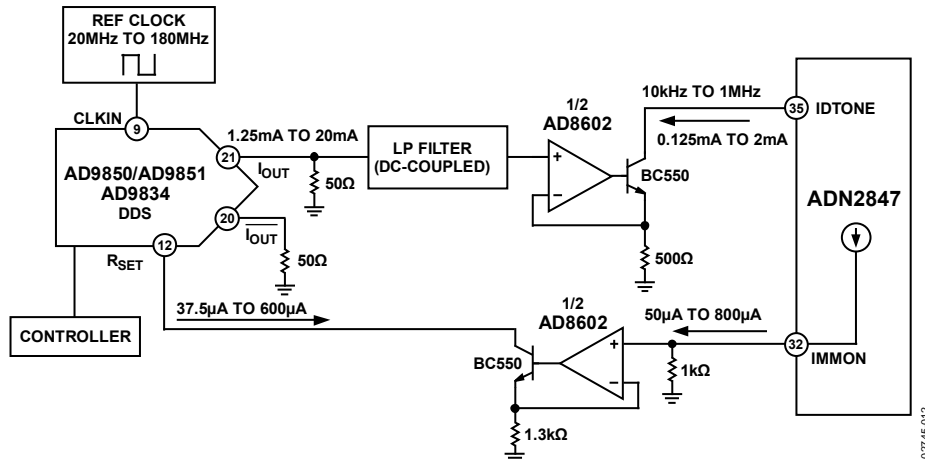 REF CLOCK
20MHz TO 180MHz
CLKIN
9
AD9850/AD9851
AD9834
DDS
21
IOUT
20
IOUT
12
RSET
CONTROLLER
1.25mA TO 20mA
50Ω
50Ω
LP FILTER
(DC-COUPLED)
1/2
AD8602
+
–
BC550
500Ω
10kHz TO 1MHz
0.125mA TO 2mA
35
IDTONE
ADN2847
37.5µA TO 600µA
BC550
1/2
AD8602
+
–
1.3kΩ
50µA TO 800µA
1kΩ
32
IMMON
02745-012